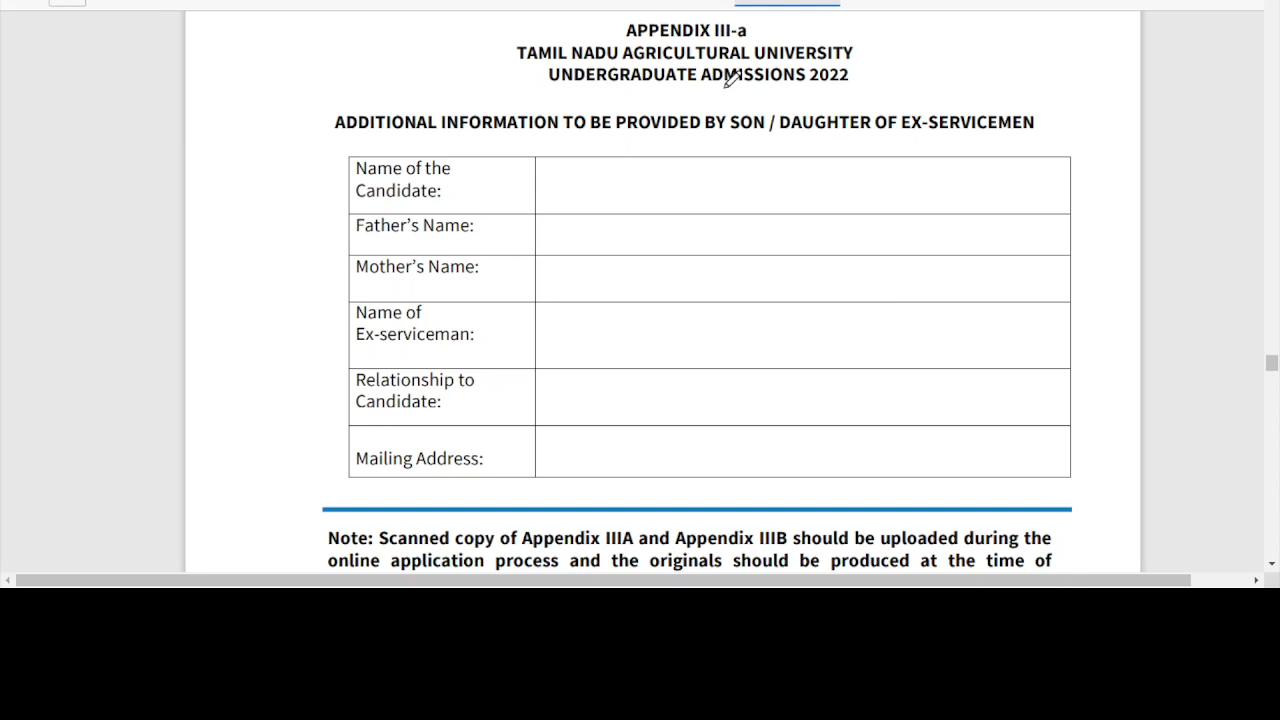 APPENDIX III-a
TAMIL NADU AGRICULTURAL UNIVERSITY
UNDERGRADUATE ADMISSIONS 2022
ADDITIONAL INFORMATION TO BE PROVIDED BY SON / DAUGHTER OF EX-SERVICEMEN
Name of the
Candidate:
Father’s Name:
Mother’s Name:
Name of
Ex-serviceman:
Relationship to
Candidate:
Mailing Address:
Note: Scanned copy of Appendix IIIA and Appendix IIIB should be uploaded during the
online application process and the originals should be produced at the time of